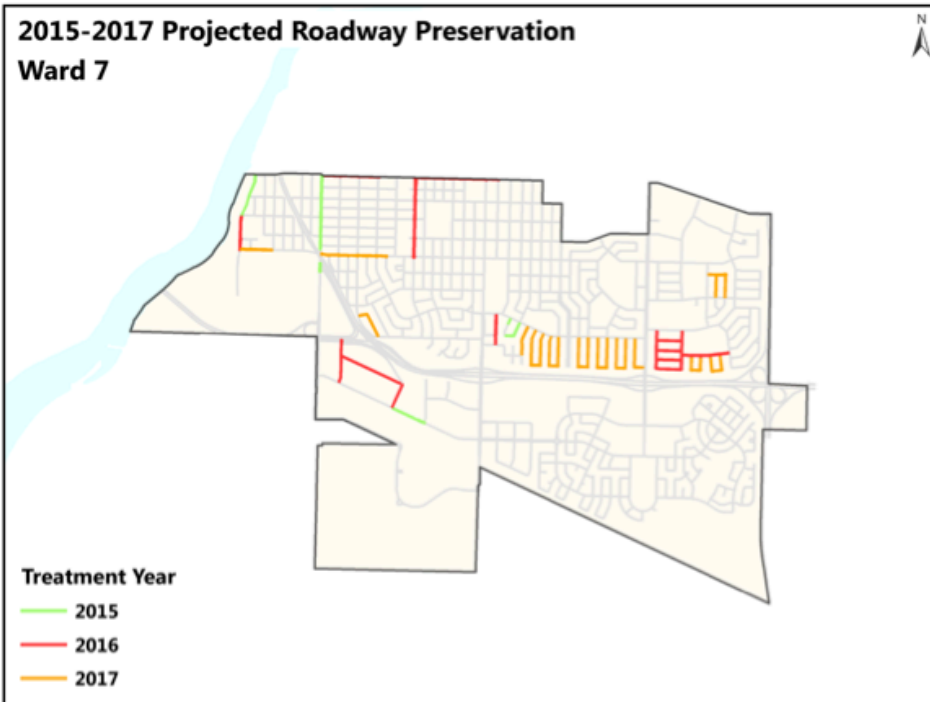 2015-2017 Projected Roadway Preservation
Ward 7
N
Treatment Year
2015
2016
2017